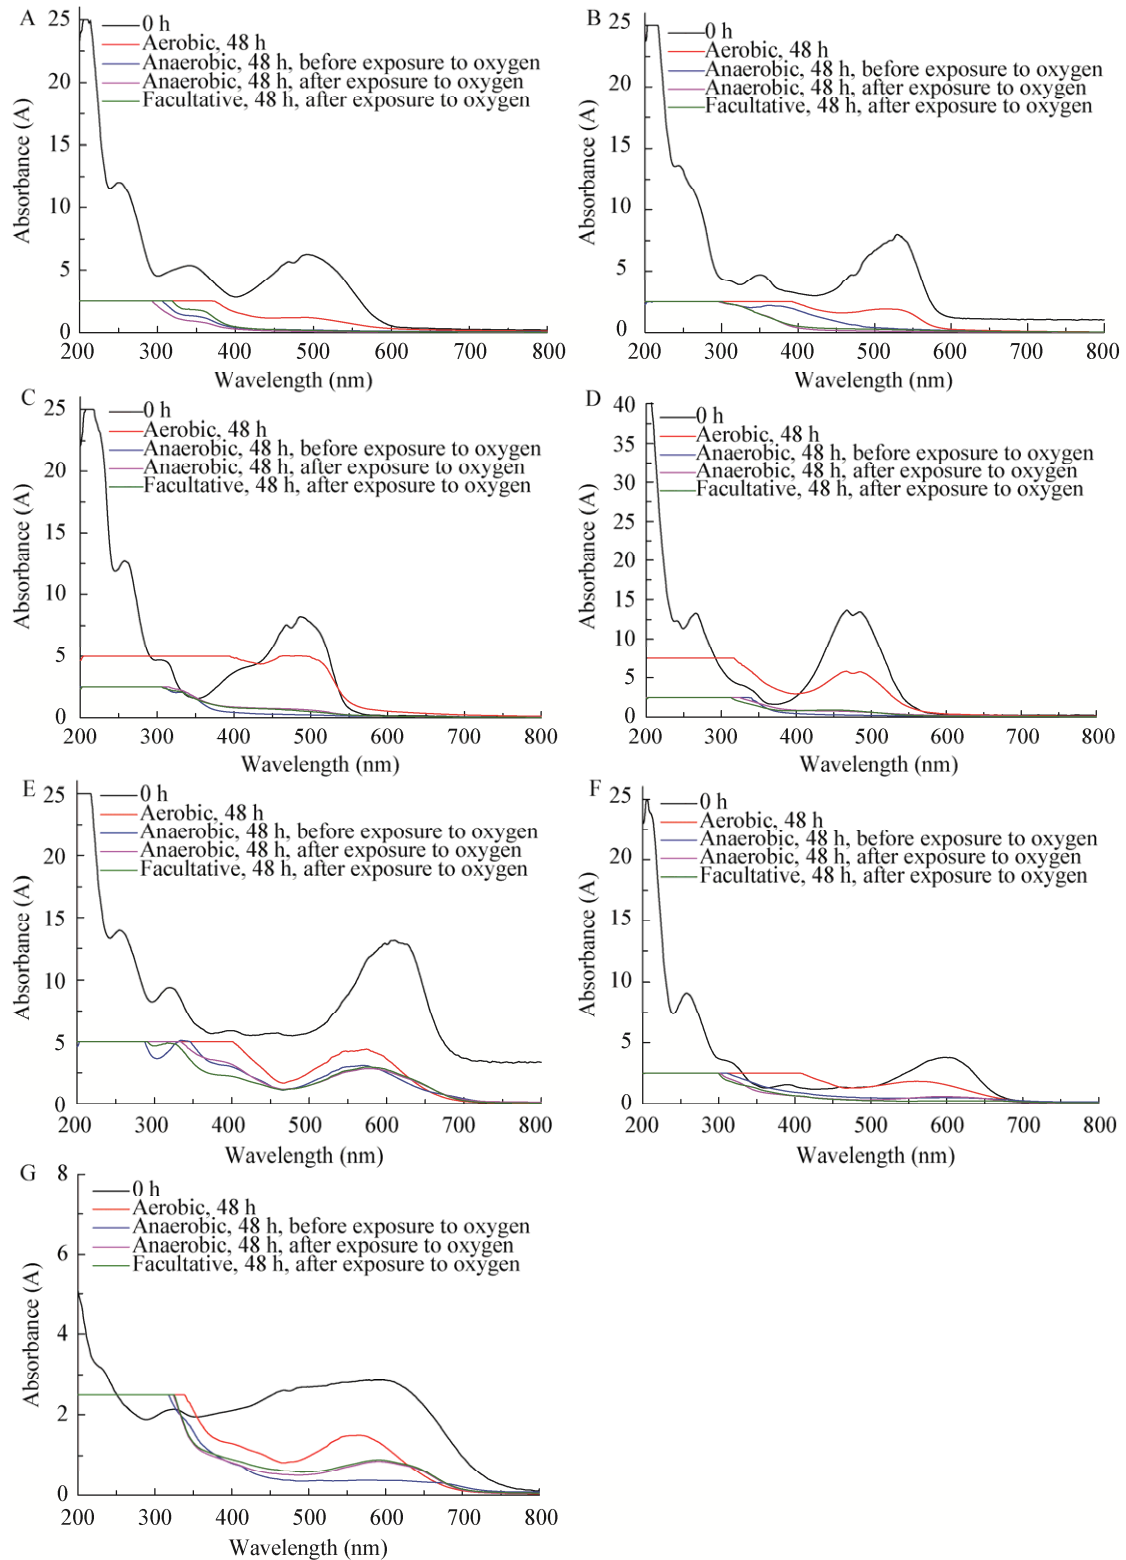 A
25
20
15
10
5
0
Absorbance (A)
0 h
Aerobic, 48 h
Anaerobic, 48 h, before exposure to oxygen
Anaerobic, 48 h, after exposure to oxygen
Facultative, 48 h, after exposure to oxygen
200 300 400 500 600 700 800
Wavelength (nm)
B
25
20
15
10
5
0
Absorbance (A)
0 h
Aerobic, 48 h
Anaerobic, 48 h, before exposure to oxygen
Anaerobic, 48 h, after exposure to oxygen
Facultative, 48 h, after exposure to oxygen
200 300 400 500 600 700 800
Wavelength (nm)
C
25
20
15
10
5
0
Absorbance (A)
0 h
Aerobic, 48 h
Anaerobic, 48 h, before exposure to oxygen
Anaerobic, 48 h, after exposure to oxygen
Facultative, 48 h, after exposure to oxygen
200 300 400 500 600 700 800
Wavelength (nm)
D
40
35
30
25
20
15
10
5
0
Absorbance (A)
0 h
Aerobic, 48 h
Anaerobic, 48 h, before exposure to oxygen
Anaerobic, 48 h, after exposure to oxygen
Facultative, 48 h, after exposure to oxygen
200 300 400 500 600 700 800
Wavelength (nm)
E
25
20
15
10
5
0
Absorbance (A)
0 h
Aerobic, 48 h
Anaerobic, 48 h, before exposure to oxygen
Anaerobic, 48 h, after exposure to oxygen
Facultative, 48 h, after exposure to oxygen
200 300 400 500 600 700 800
Wavelength (nm)
F
25
20
15
10
5
0
Absorbance (A)
0 h
Aerobic, 48 h
Anaerobic, 48 h, before exposure to oxygen
Anaerobic, 48 h, after exposure to oxygen
Facultative, 48 h, after exposure to oxygen
200 300 400 500 600 700 800
Wavelength (nm)
G
8
6
4
2
0
Absorbance (A)
0 h
Aerobic, 48 h
Anaerobic, 48 h, before exposure to oxygen
Anaerobic, 48 h, after exposure to oxygen
Facultative, 48 h, after exposure to oxygen
200 300 400 500 600 700 800
Wavelength (nm)